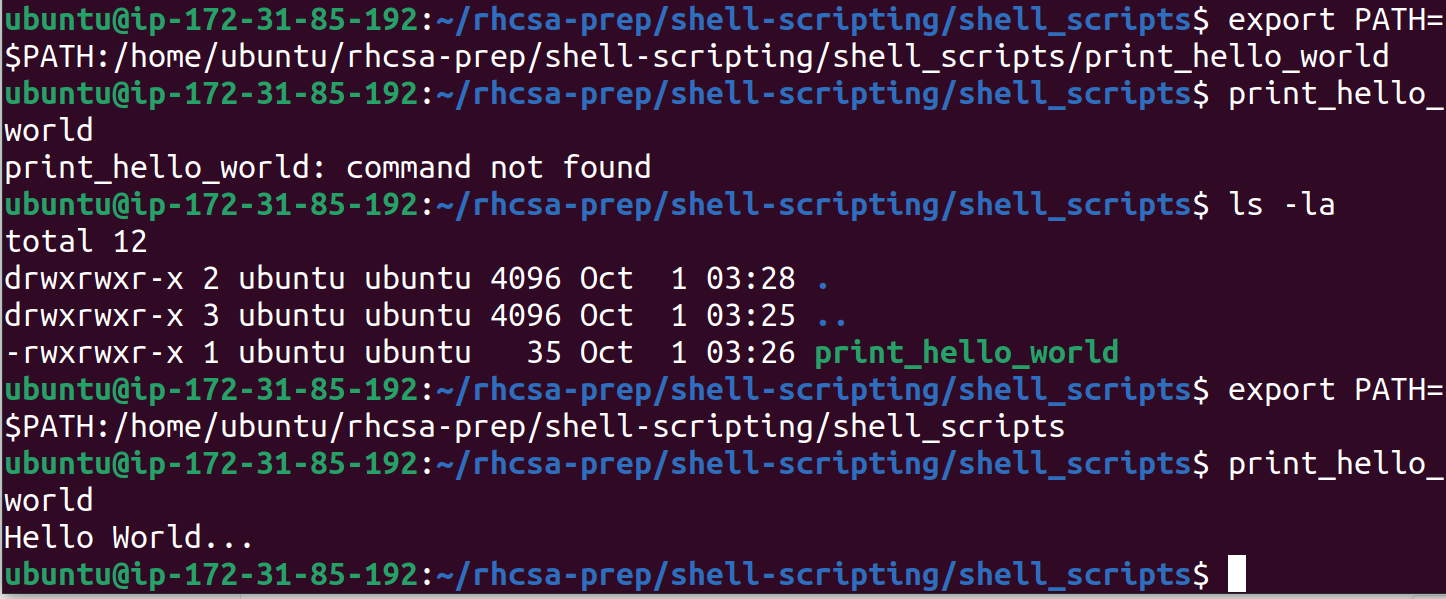 ubuntu@ip-172-31-85-192:~/rhcsa-prep/shell-scripting/shell_scripts$ export PATH=
$PATH:/home/ubuntu/rhcsa-prep/shell-scripting/shell_scripts/print_hello_world
ubuntu@ip-172-31-85-192:~/rhcsa-prep/shell-scripting/shell_scripts$ print_hello_
world
print_hello_world: command not found
ubuntu@ip-172-31-85-192:~/rhcsa-prep/shell-scripting/shell_scripts$ ls -la
total 12
drwxrwxr-x 2 ubuntu ubuntu 4096 Oct  1 03:28 .
drwxrwxr-x 3 ubuntu ubuntu 4096 Oct  1 03:25 ..
-rwxrwxr-x 1 ubuntu ubuntu   35 Oct  1 03:26 print_hello_world
ubuntu@ip-172-31-85-192:~/rhcsa-prep/shell-scripting/shell_scripts$ export PATH=
$PATH:/home/ubuntu/rhcsa-prep/shell-scripting/shell_scripts
ubuntu@ip-172-31-85-192:~/rhcsa-prep/shell-scripting/shell_scripts$ print_hello_
world
Hello World...
ubuntu@ip-172-31-85-192:~/rhcsa-prep/shell-scripting/shell_scripts$